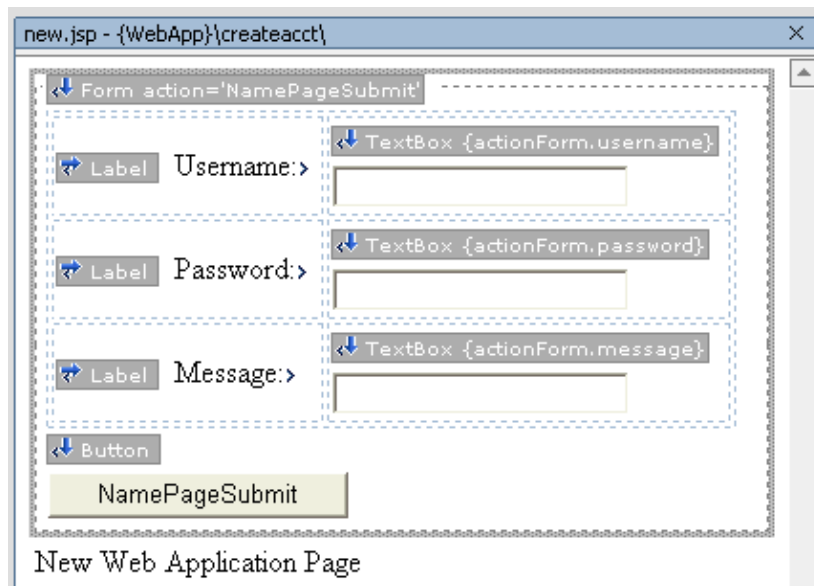 new.jsp - {WebApp}\createacct\
Form action='NamePageSubmit'
TextBox {actionForm.username}
Label Username:
TextBox {actionForm.password}
Label Password:
TextBox {actionForm.message}
Label Message:
Button
NamePageSubmit
New Web Application Page